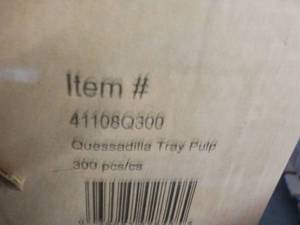 Item #
41108Q300
Quessadilla Tray Pulp
300 pcs/cs